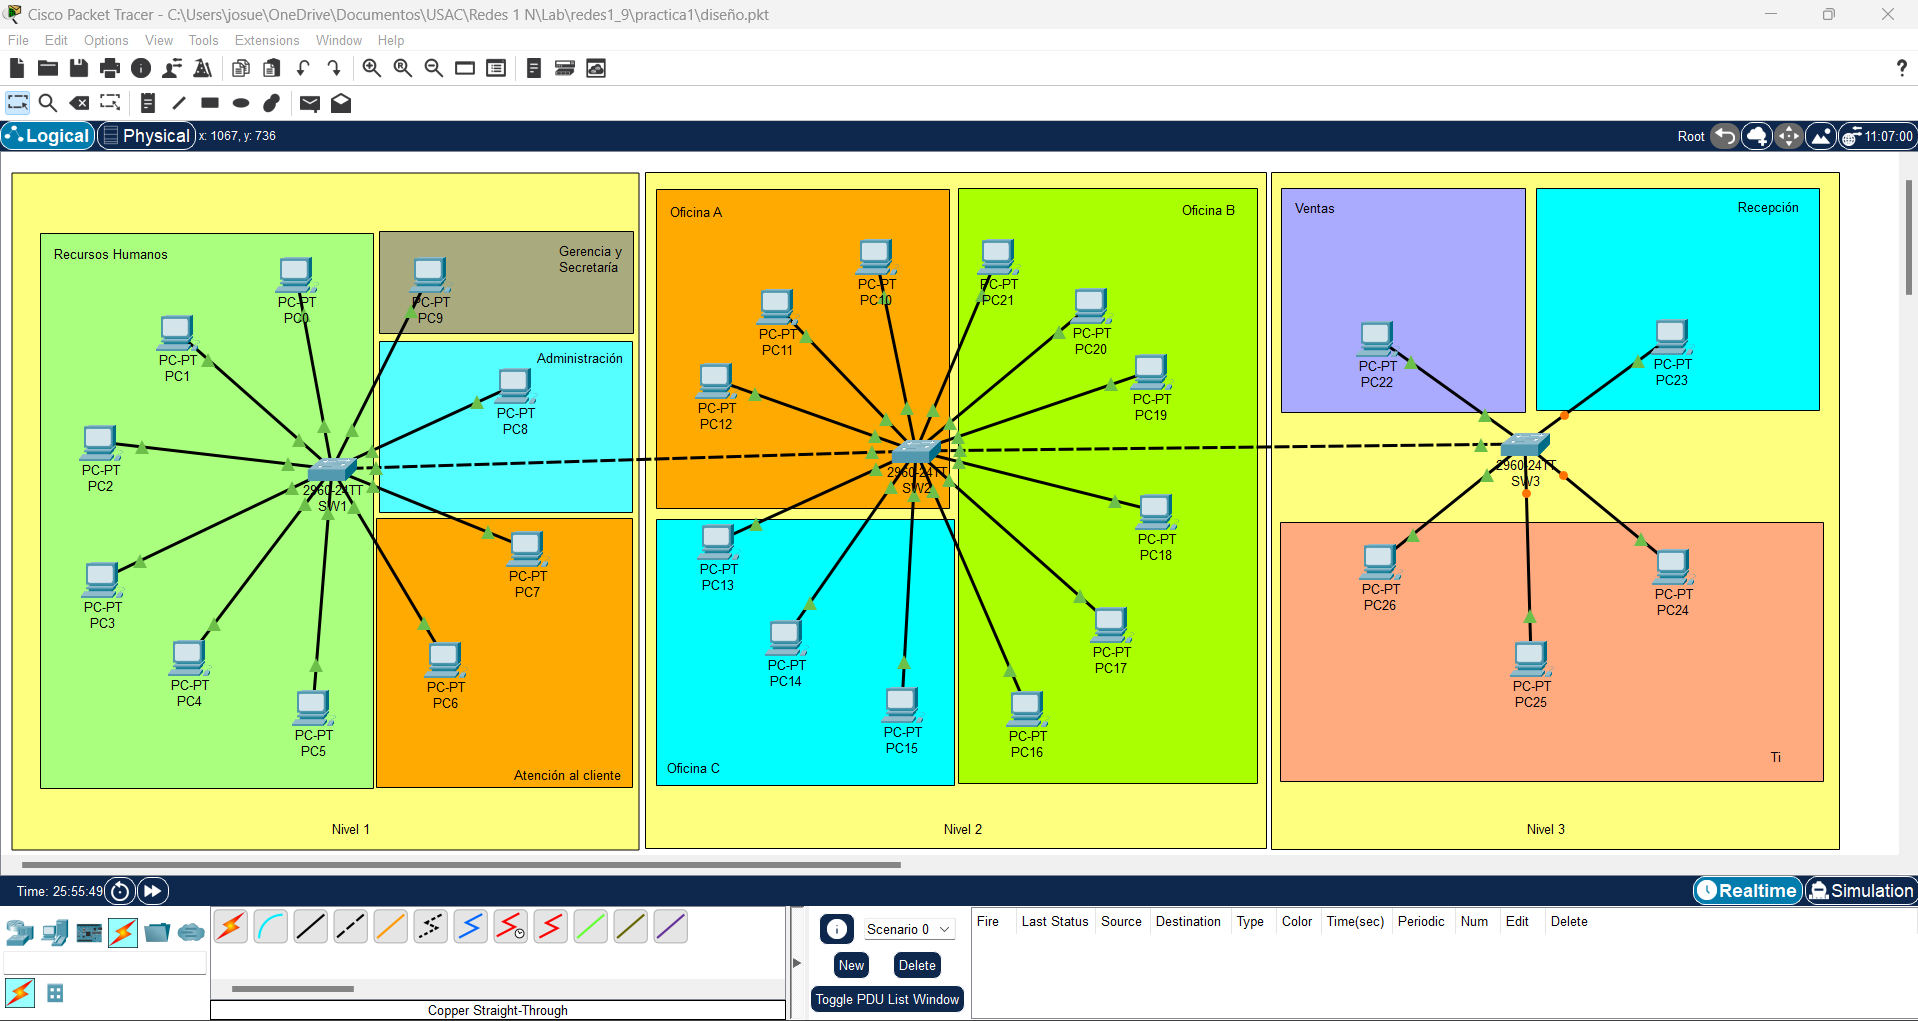 Cisco Packet Tracer - C:\Users\josue\OneDrive\Documentos\USAC\Redes 1 N\Lab\redes1_9\practica1\diseño.pkt
File Edit Options View Tools Extensions Window Help
?
Logical Physical x: 1067, y: 736 Root 11:07:00
Recursos Humanos
PC-PT
PC0
PC-PT
PC1
PC-PT
PC2
PC-PT
PC3
PC-PT
PC4
PC-PT
PC5
2960-24TT
SW1
Gerencia y
Secretaría
PC-PT
PC9
Administración
PC-PT
PC8
PC-PT
PC7
PC-PT
PC6
Atención al cliente
Nivel 1
Oficina A
PC-PT
PC10
PC-PT
PC11
PC-PT
PC12
2960-24TT
SW2
PC-PT
PC13
PC-PT
PC14
PC-PT
PC15
Oficina C
Oficina B
PC-PT
PC21
PC-PT
PC20
PC-PT
PC19
PC-PT
PC18
PC-PT
PC17
PC-PT
PC16
Nivel 2
Ventas
PC-PT
PC22
Recepción
PC-PT
PC23
2960-24TT
SW3
PC-PT
PC26
PC-PT
PC24
PC-PT
PC25
Ti
Nivel 3
Time: 25:55:49 Realtime Simulation
Scenario 0
New Delete
Toggle PDU List Window
Fire Last Status Source Destination Type Color Time(sec) Periodic Num Edit Delete
Copper Straight-Through